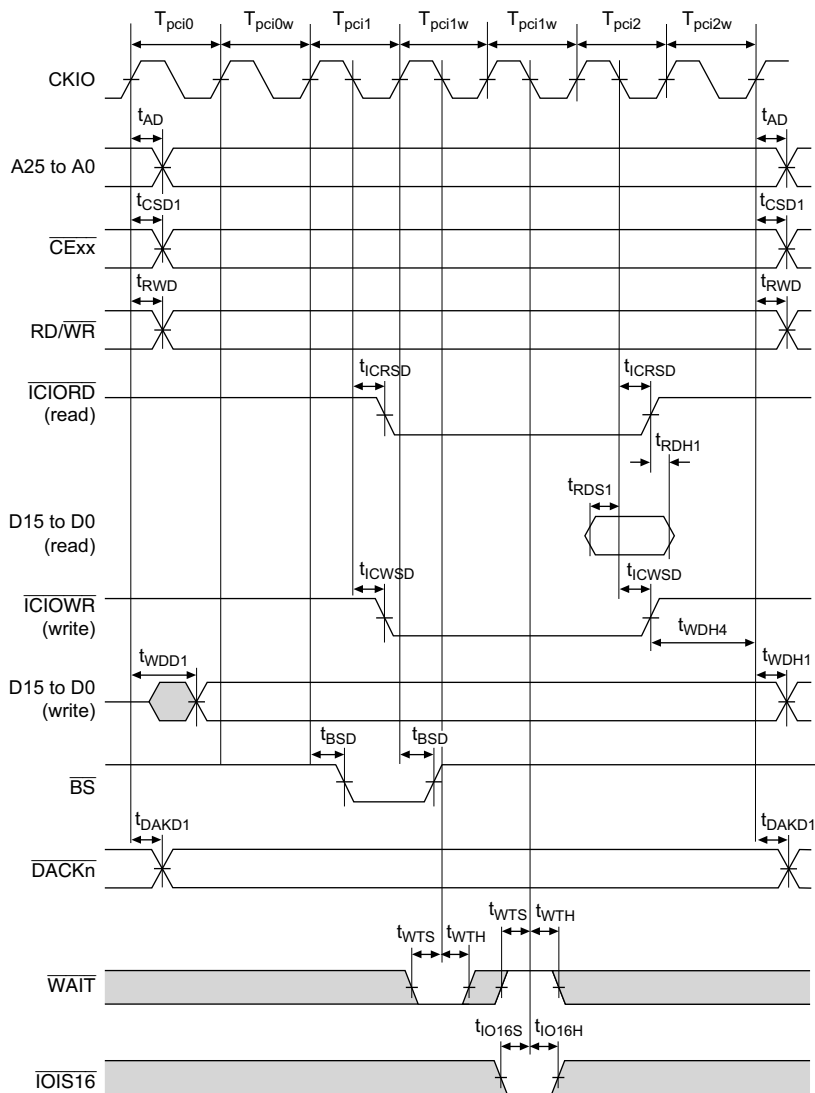 Tpci0 Tpci0w Tpci1 Tpci1w Tpci1w Tpci2 Tpci2w
CKIO
tAD tAD
A25 to A0
tCSD1 tCSD1
CExx
tRWD tRWD
RD/WR
tICRSD tICRSD
ICIORD
(read)
tRDH1
tRDS1
D15 to D0
(read)
tICWSD tICWSD
ICIOWR
(write)
tWDH4
tWDD1 tWDH1
D15 to D0
(write)
tBSD tBSD
BS
tDAKD1 tDAKD1
DACKn
tWTS tWTH tWTS tWTH
WAIT
tIO16S tIO16H
IOIS16